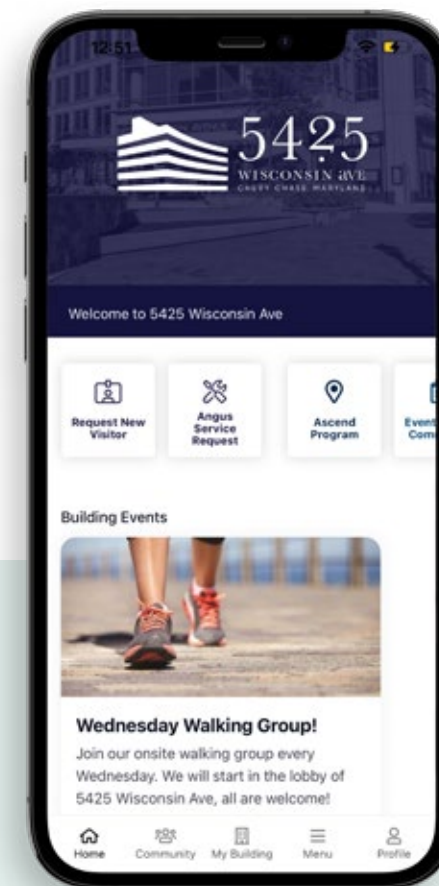 12:51
5425
WISCONSIN aVE
CHEVY CHASE MARYLAND
Welcome to 5425 Wisconsin Ave
Request New
Visitor
Angus
Service
Request
Ascend
Program
Event
Com
Building Events
Wednesday Walking Group!
Join our onsite walking group every
Wednesday. We will start in the lobby of
5425 Wisconsin Ave, all are welcome!
Home
Community
My Building
Menu
Profile